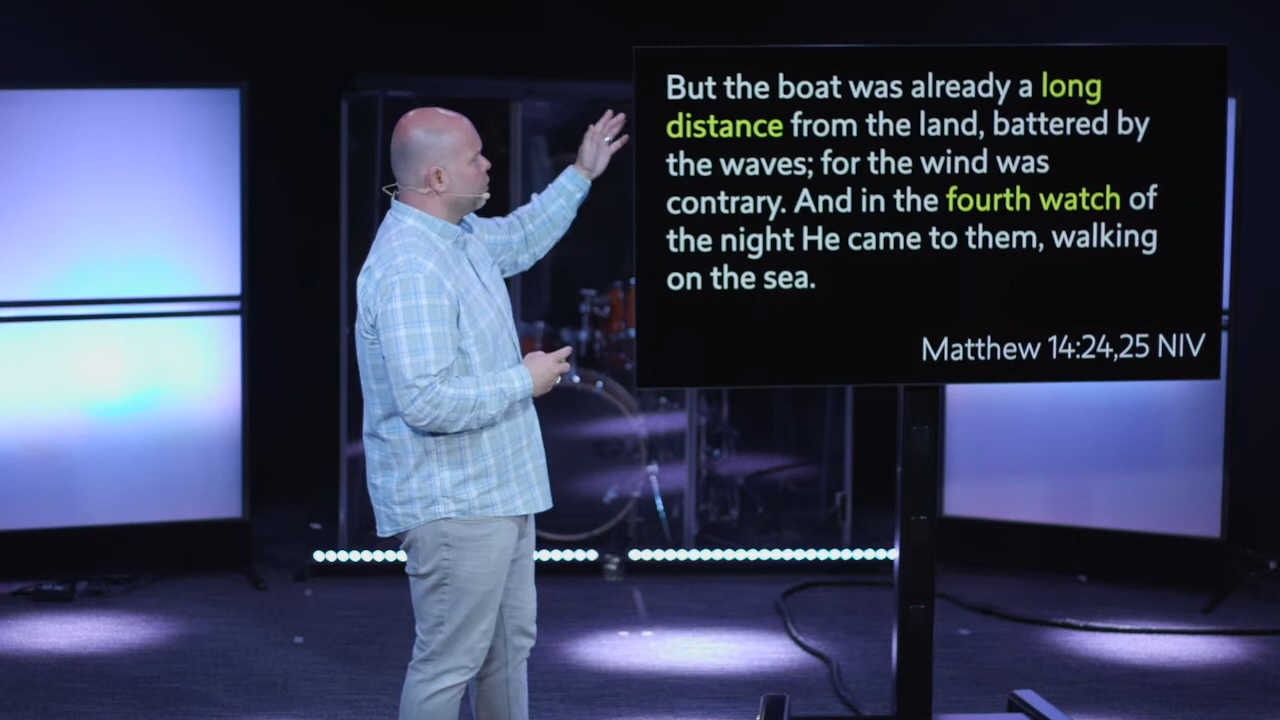 But the boat was already a long
distance from the land, battered by
the waves; for the wind was
contrary. And in the fourth watch of
the night He came to them, walking
on the sea.
Matthew 14:24,25 NIV